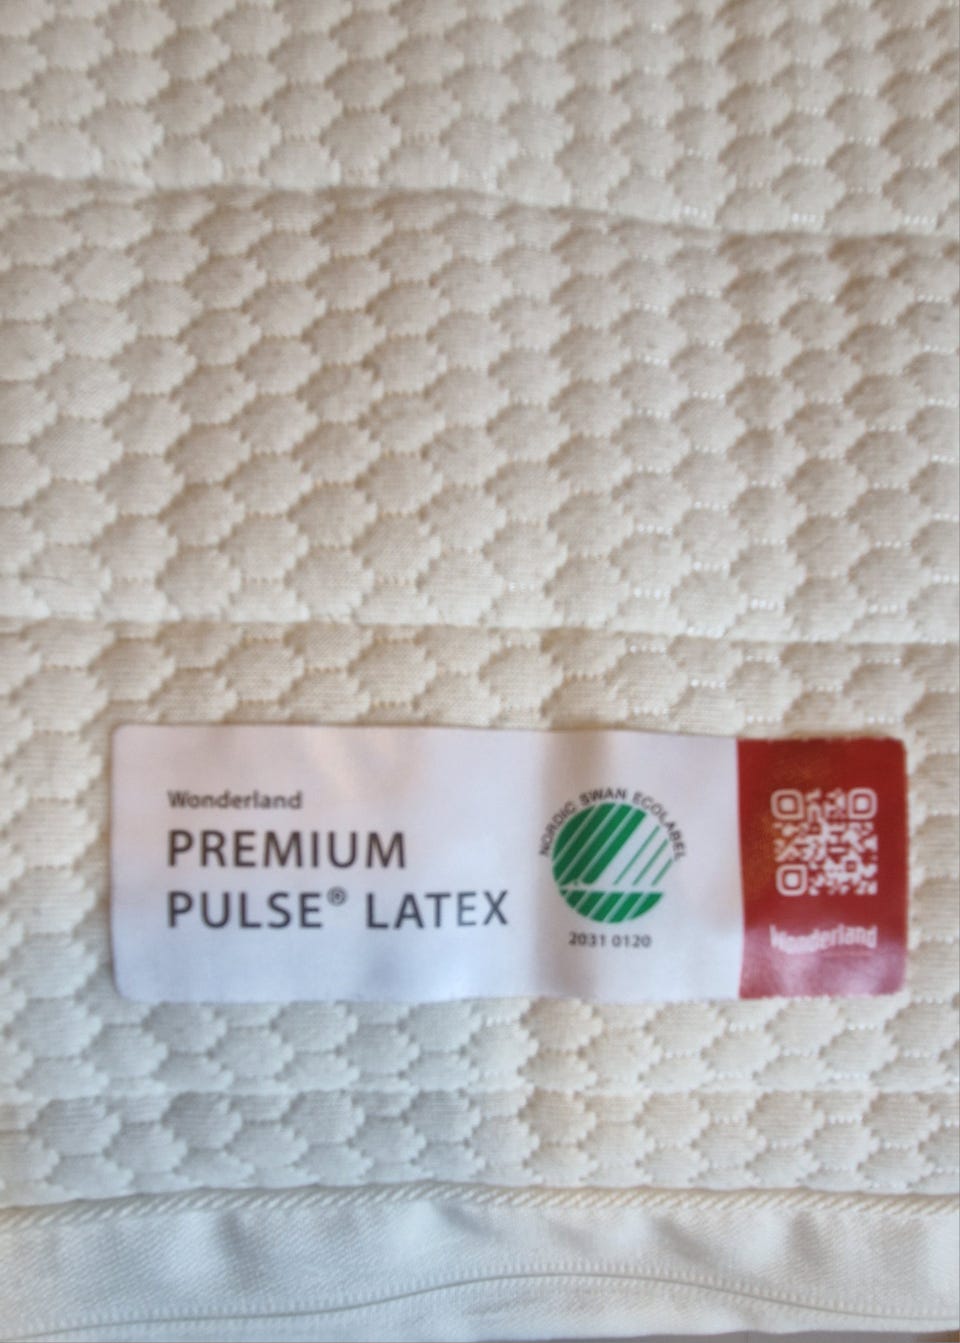 Wonderland
PREMIUM
PULSE® LATEX
NORDIC SWAN ECOLABEL
2031 0120
Wonderland